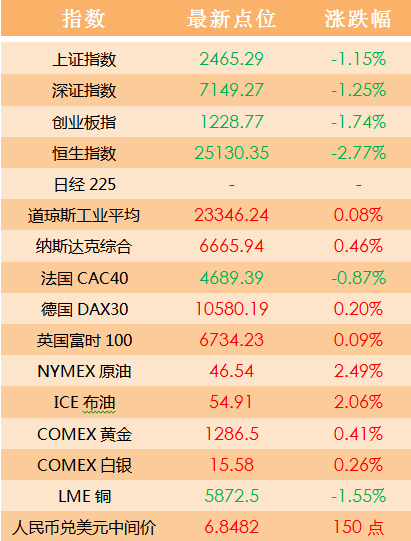 指数 最新点位 涨跌幅
上证指数 2465.29 -1.15%
深证指数 7149.27 -1.25%
创业板指 1228.77 -1.74%
恒生指数 25130.35 -2.77%
日经 225 - -
道琼斯工业平均 23346.24 0.08%
纳斯达克综合 6665.94 0.46%
法国 CAC40 4689.39 -0.87%
德国 DAX30 10580.19 0.20%
英国富时 100 6734.23 0.09%
NYMEX 原油 46.54 2.49%
ICE 布油 54.91 2.06%
COMEX 黄金 1286.5 0.41%
COMEX 白银 15.58 0.26%
LME 铜 5872.5 -1.55%
人民币兑美元中间价 6.8482 150 点